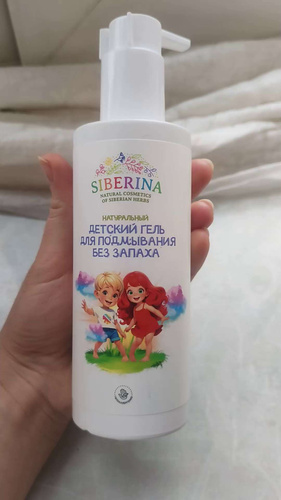 SIBERINA
NATURAL COSMETICS
OF SIBERIAN HERBS
НАТУРАЛЬНЫЙ
ДЕТСКИЙ ГЕЛЬ
ДЛЯ ПОДМЫВАНИЯ
БЕЗ ЗАПАХА